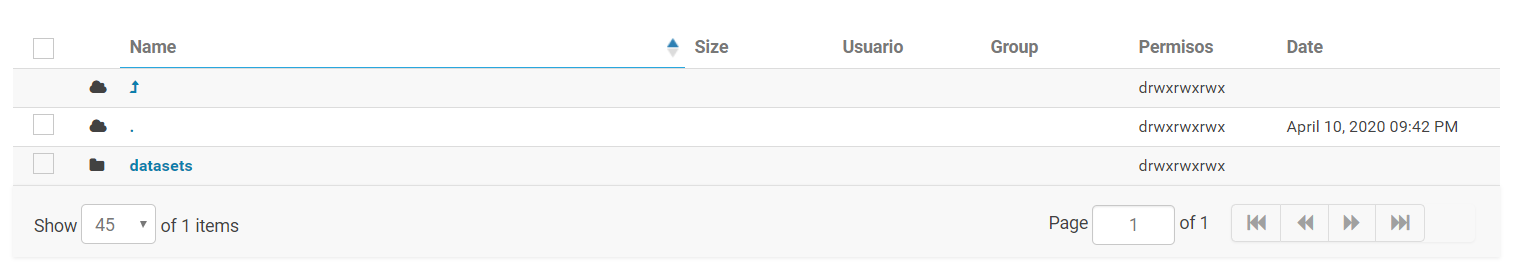 Name Size Usuario Group Permisos Date
drwxrwxrwx
. drwxrwxrwx April 10, 2020 09:42 PM
datasets drwxrwxrwx
Show 45 of 1 items Page 1 of 1